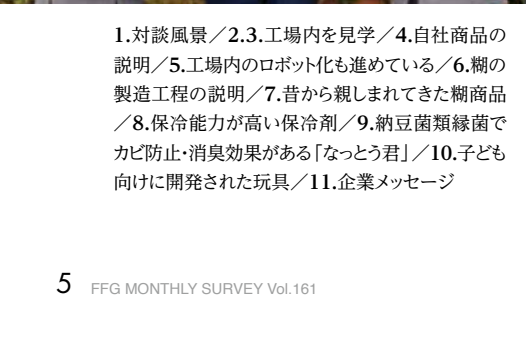 1.対談風景／2.3.工場内を見学／4.自社商品の
説明／5.工場内のロボット化も進めている／6.糊の
製造工程の説明／7.昔から親しまれてきた糊商品
／8.保冷能力が高い保冷剤／9.納豆菌類縁菌で
カビ防止・消臭効果がある「なっとう君」／10.子ども
向けに開発された玩具／11.企業メッセージ
5 FFG MONTHLY SURVEY Vol.161